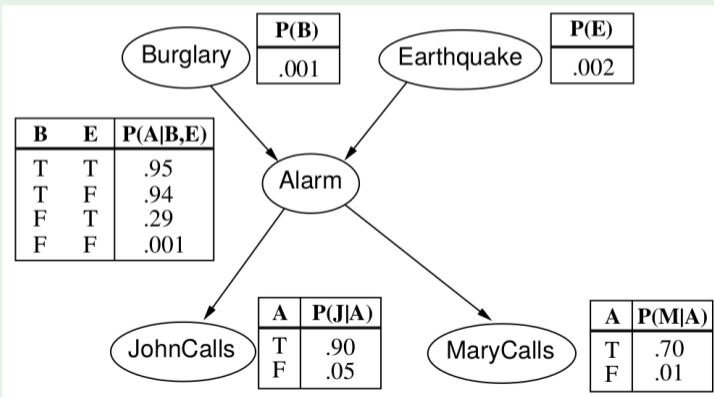 Burglary
P(B)
.001
Earthquake
P(E)
.002
B E P(A|B,E)
T T .95
T F .94
F T .29
F F .001
Alarm
JohnCalls
A P(J|A)
T .90
F .05
MaryCalls
A P(M|A)
T .70
F .01